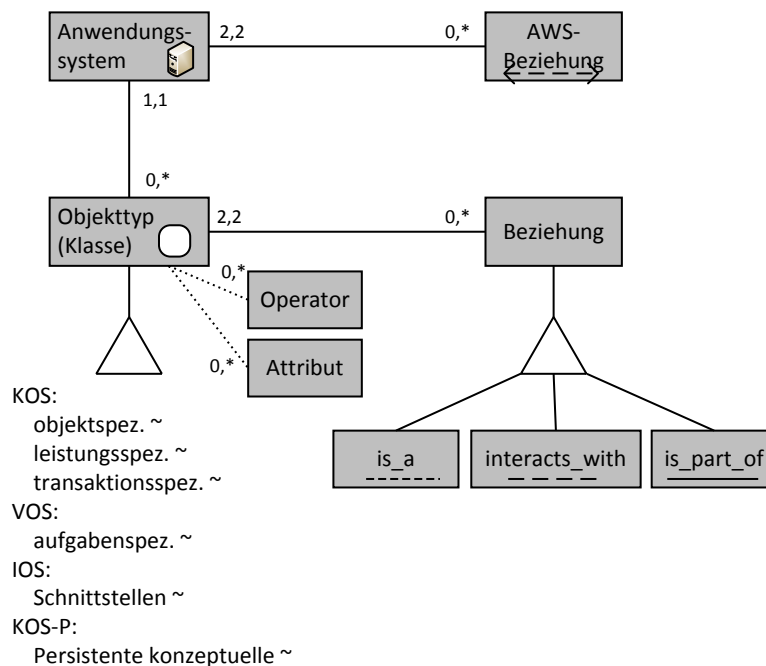 Anwendungs-
system
2,2
0,*
AWS-
Beziehung
1,1
0,*
Objekttyp
(Klasse)
2,2
0,*
Beziehung
0,*
Operator
0,*
Attribut
KOS:
objektspez. ~
leistungsspez. ~
transaktionsspez. ~
VOS:
aufgabenspez. ~
IOS:
Schnittstellen ~
KOS-P:
Persistente konzeptuelle ~
is_a
interacts_with
is_part_of